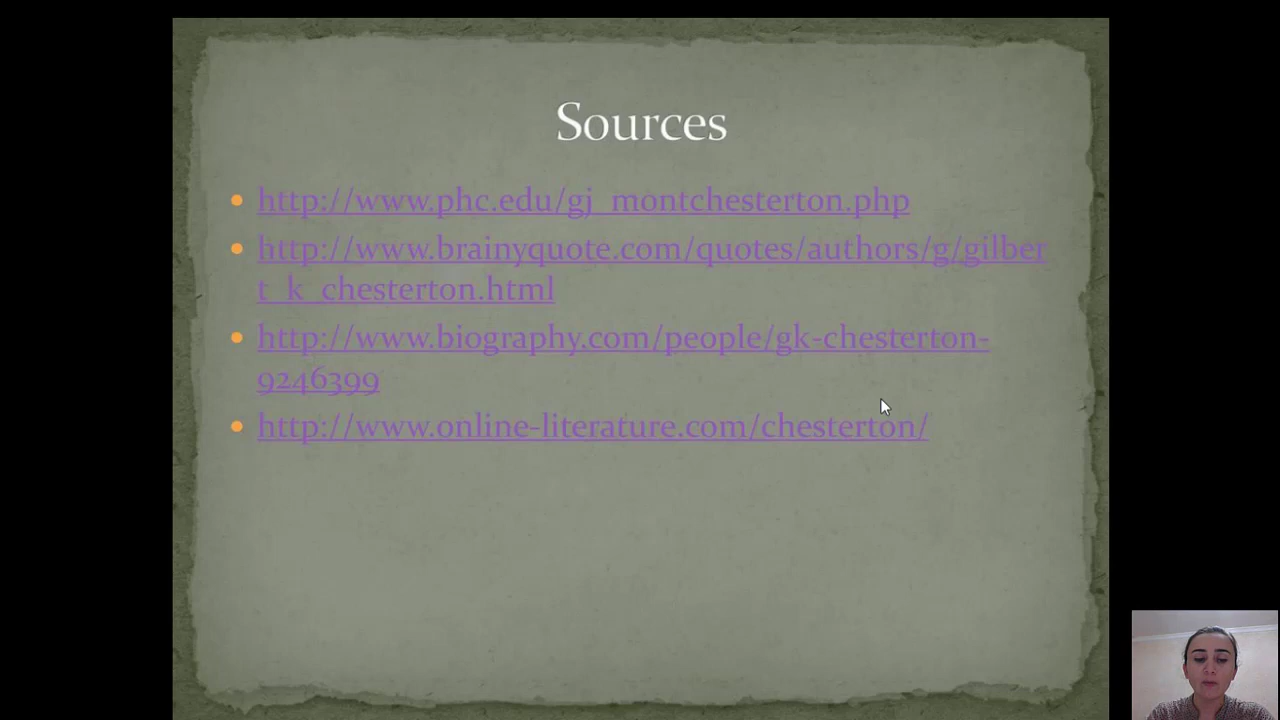 Sources
http://www.phc.edu/gj_montchesterton.php
http://www.brainyquote.com/quotes/authors/g/gilber
t_k_chesterton.html
http://www.biography.com/people/gk-chesterton-
9246399
http://www.online-literature.com/chesterton/